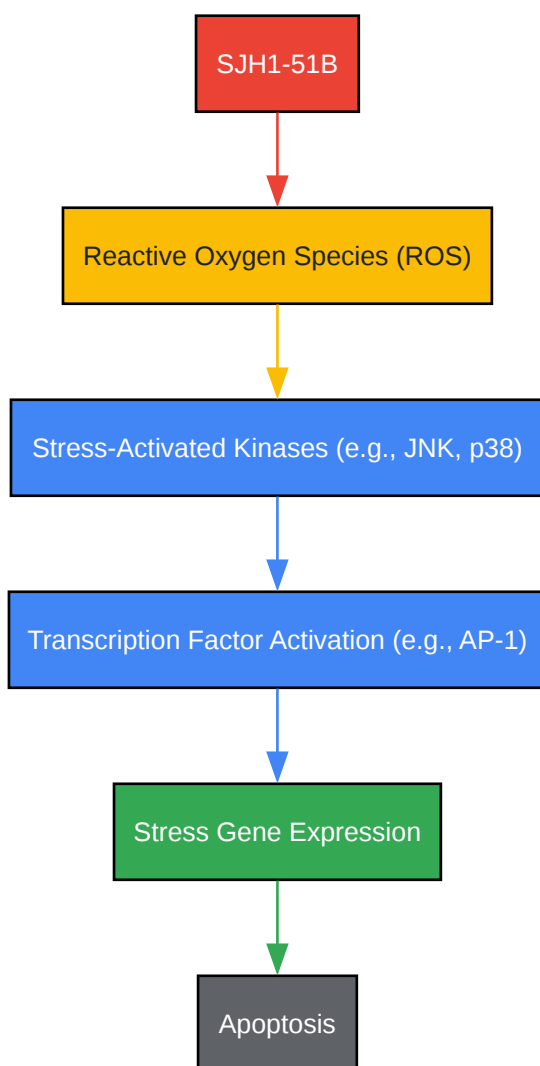 SJH1-51B
Reactive Oxygen Species (ROS)
Stress-Activated Kinases (e.g., JNK, p38)
Transcription Factor Activation (e.g., AP-1)
Stress Gene Expression
Apoptosis